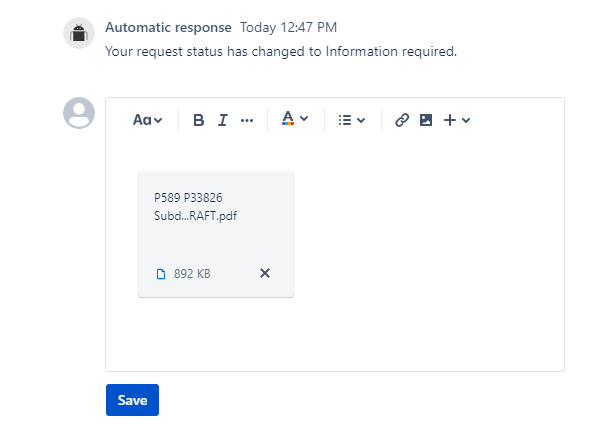 Automatic response Today 12:47 PM
Your request status has changed to Information required.
Aa B I ... A
P589 P33826
Subd...RAFT.pdf
892 KB
Save